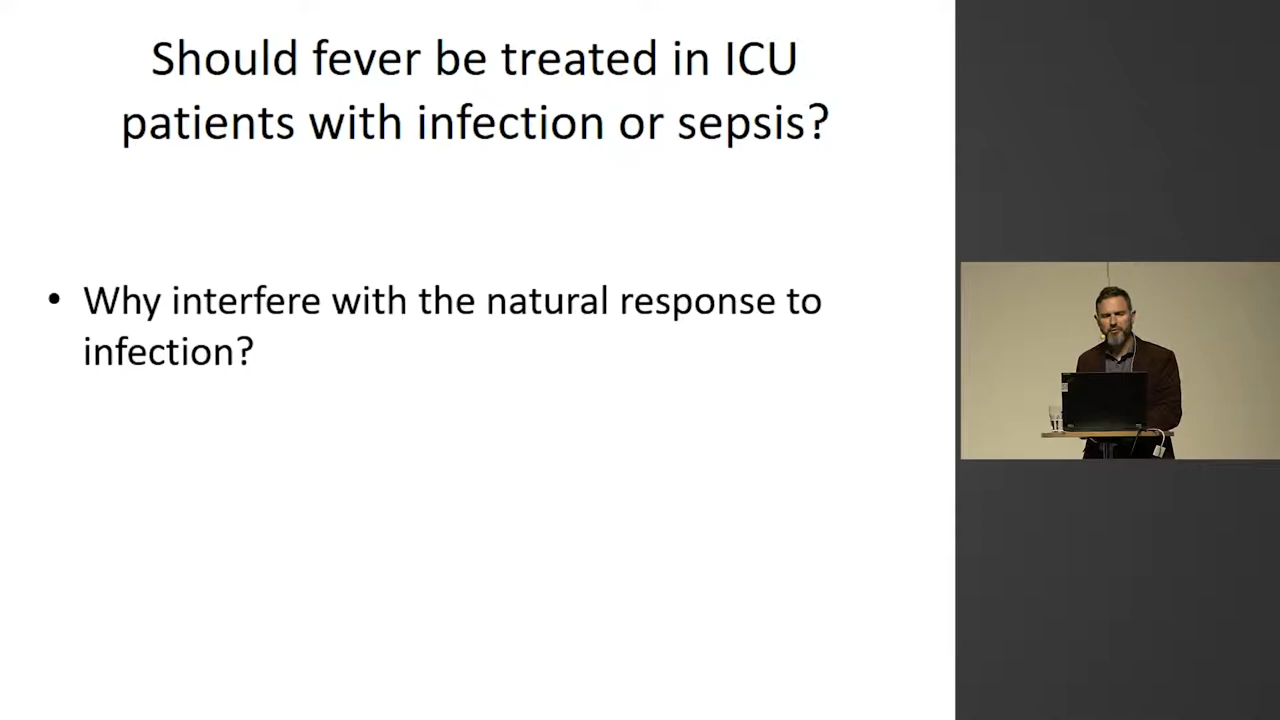 Should fever be treated in ICU
patients with infection or sepsis?
• Why interfere with the natural response to
infection?